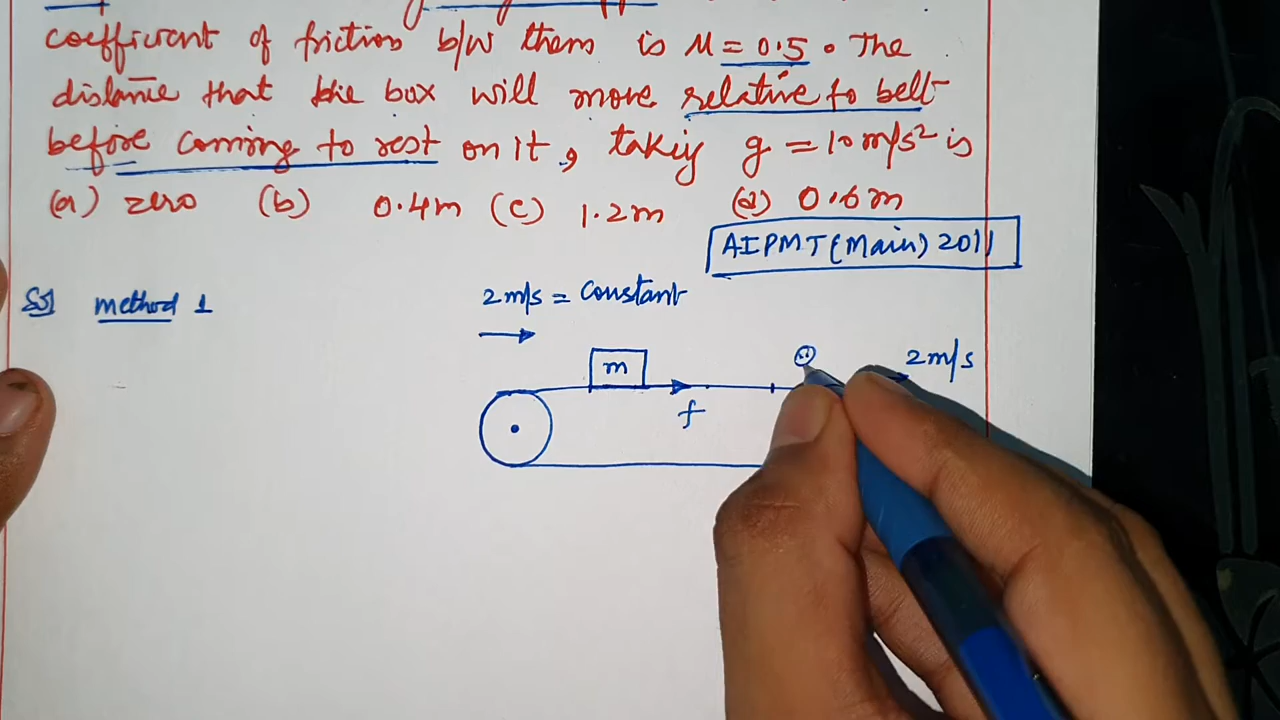 coefficient of friction b/w them is μ = 0.5. The
distance that the box will move relative to belt
before coming to rest on it, taking g = 10 m/s² is
(a) zero (b) 0.4m (c) 1.2m (d) 0.6m
AIPMT (Main) 2011
Sol method 1
2m/s = constant
m
2m/s
f